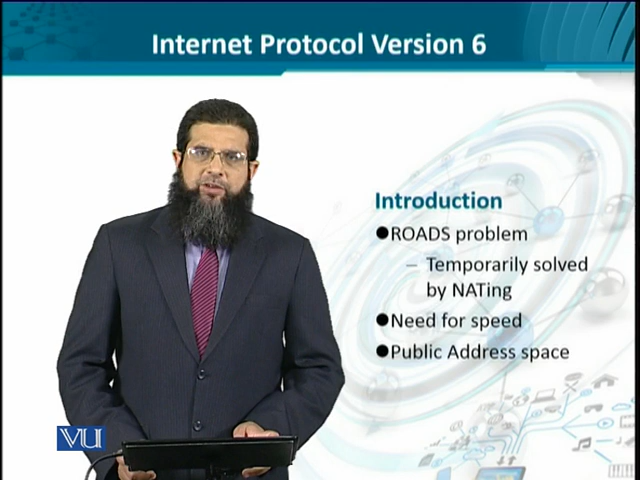 Internet Protocol Version 6
Introduction
●ROADS problem
– Temporarily solved
by NATing
●Need for speed
●Public Address space
VU